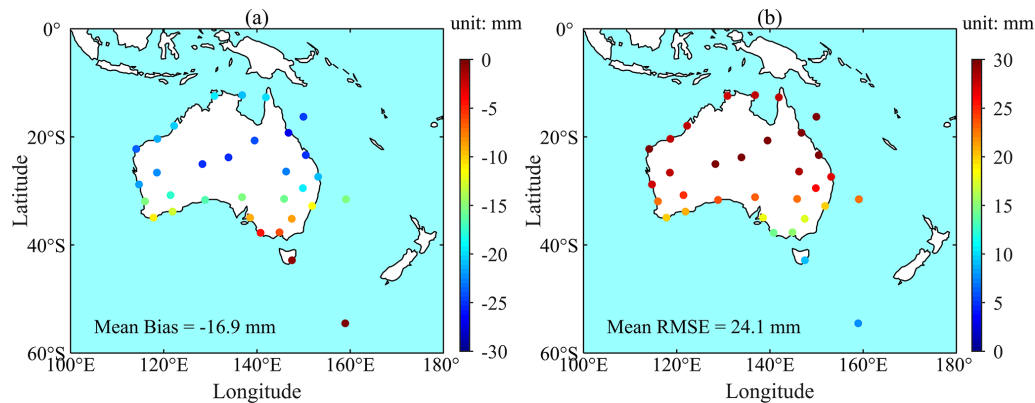 (a)
unit: mm
0°
20°S
40°S
60°S
Latitude
100°E
120°E
140°E
160°E
180°
Longitude
Mean Bias = -16.9 mm
0
-5
-10
-15
-20
-25
-30
(b)
unit: mm
0°
20°S
40°S
60°S
Latitude
100°E
120°E
140°E
160°E
180°
Longitude
Mean RMSE = 24.1 mm
30
25
20
15
10
5
0